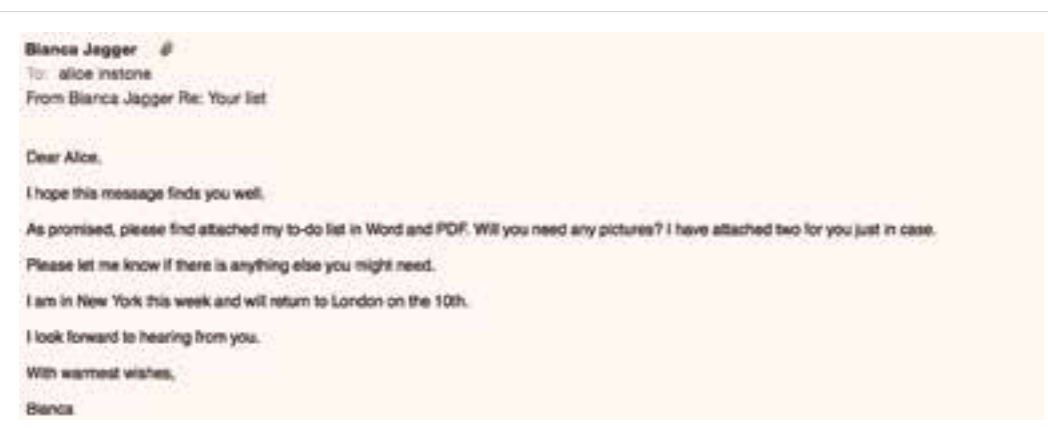 Bianca Jagger
To: alice instone
From Bianca Jagger Re: Your list
Dear Alice,
I hope this message finds you well.
As promised, please find attached my to-do list in Word and PDF. Will you need any pictures? I have attached two for you just in case.
Please let me know if there is anything else you might need.
I am in New York this week and will return to London on the 10th.
I look forward to hearing from you.
With warmest wishes,
Bianca